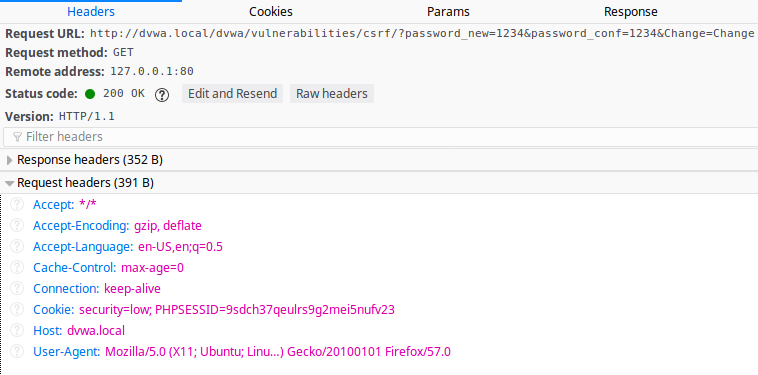 Headers Cookies Params Response
Request URL: http://dvwa.local/dvwa/vulnerabilities/csrf/?password_new=1234&password_conf=1234&Change=Change
Request method: GET
Remote address: 127.0.0.1:80
Status code: 200 OK Edit and Resend Raw headers
Version: HTTP/1.1
Filter headers
Response headers (352 B)
Request headers (391 B)
Accept: */*
Accept-Encoding: gzip, deflate
Accept-Language: en-US,en;q=0.5
Cache-Control: max-age=0
Connection: keep-alive
Cookie: security=low; PHPSESSID=9sdch37qeulrs9g2mei5nufv23
Host: dvwa.local
User-Agent: Mozilla/5.0 (X11; Ubuntu; Linu…) Gecko/20100101 Firefox/57.0